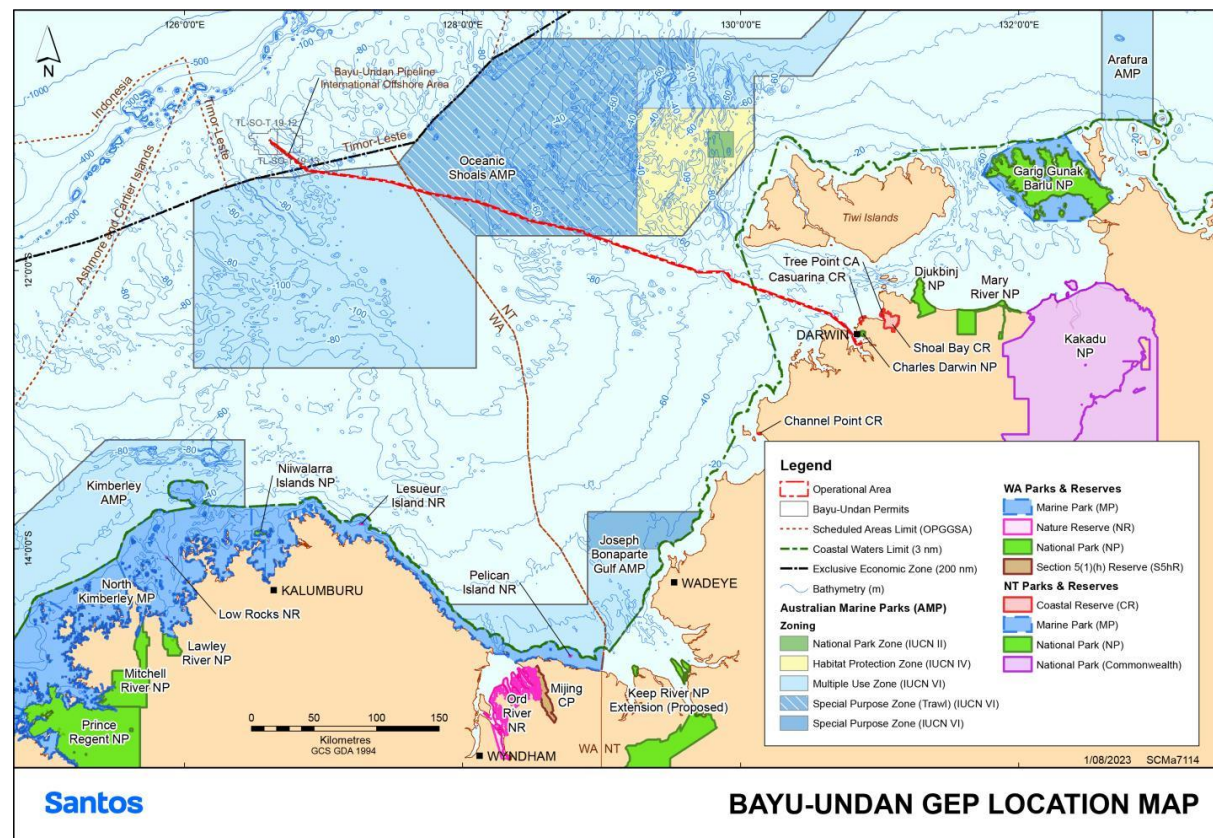 126°0'0"E
128°0'0"E
130°0'0"E
132°0'0"E
N
Indonesia
Timor-Leste
Bayu-Undan Pipeline
International Offshore Area
Timor-Leste
Ashmore and Cartier Islands
12°0'0"S
14°0'0"S
Oceanic
Shoals AMP
Arafura
AMP
Garig Gunak
Barlu NP
Tiwi Islands
Tree Point CA
Casuarina CR
Djukbinj
NP
Mary
River NP
DARWIN
Shoal Bay CR
Charles Darwin NP
Kakadu
NP
Channel Point CR
NT
WA
Kimberley
AMP
Niiwalarra
Islands NP
Lesueur
Island NR
Joseph
Bonaparte
Gulf AMP
WADEYE
Pelican
Island NR
North
Kimberley MP
KALUMBURU
Low Rocks NR
Lawley
River NP
Mitchell
River NP
Prince
Regent NP
Ord
River
NR
Mijing
CP
Keep River NP
Extension (Proposed)
WYNDHAM
WA NT
0 50 100 150
Kilometres
GCS GDA 1994
Legend
Operational Area
Bayu-Undan Permits
Scheduled Areas Limit (OPGGSA)
Coastal Waters Limit (3 nm)
Exclusive Economic Zone (200 nm)
Bathymetry (m)
Australian Marine Parks (AMP)
Zoning
National Park Zone (IUCN II)
Habitat Protection Zone (IUCN IV)
Multiple Use Zone (IUCN VI)
Special Purpose Zone (Trawl) (IUCN VI)
Special Purpose Zone (IUCN VI)
WA Parks & Reserves
Marine Park (MP)
Nature Reserve (NR)
National Park (NP)
Section 5(1)(h) Reserve (S5hR)
NT Parks & Reserves
Coastal Reserve (CR)
Marine Park (MP)
National Park (NP)
National Park (Commonwealth)
1/08/2023 SCMa7114
Santos
BAYU-UNDAN GEP LOCATION MAP